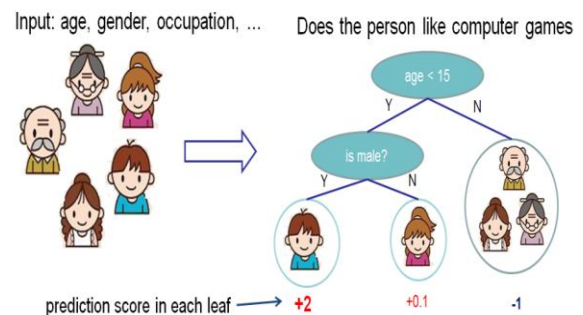 Input: age, gender, occupation, ...
Does the person like computer games
age < 15
Y
N
is male?
Y
N
prediction score in each leaf
+2
+0.1
-1